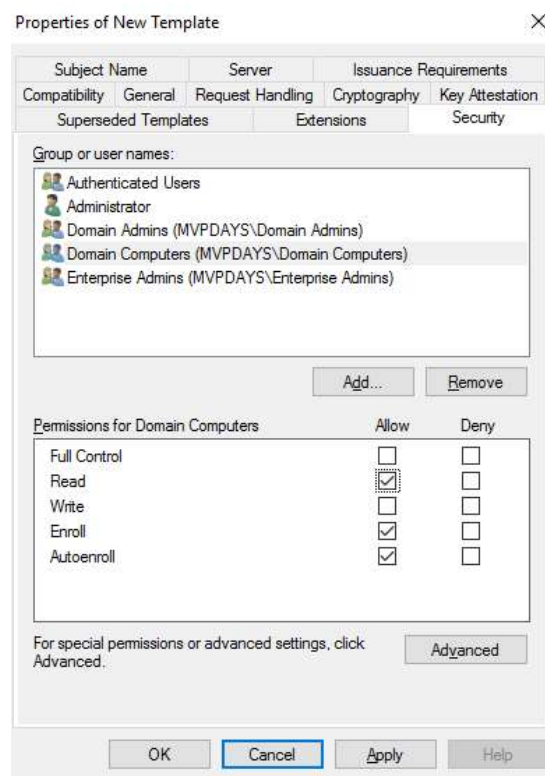 Properties of New Template
Subject Name Server Issuance Requirements
Compatibility General Request Handling Cryptography Key Attestation
Superseded Templates Extensions Security
Group or user names:
Authenticated Users
Administrator
Domain Admins (MVPDAYS\Domain Admins)
Domain Computers (MVPDAYS\Domain Computers)
Enterprise Admins (MVPDAYS\Enterprise Admins)
Add... Remove
Permissions for Domain Computers Allow Deny
Full Control
Read
Write
Enroll
Autoenroll
For special permissions or advanced settings, click
Advanced.
Advanced
OK Cancel Apply Help